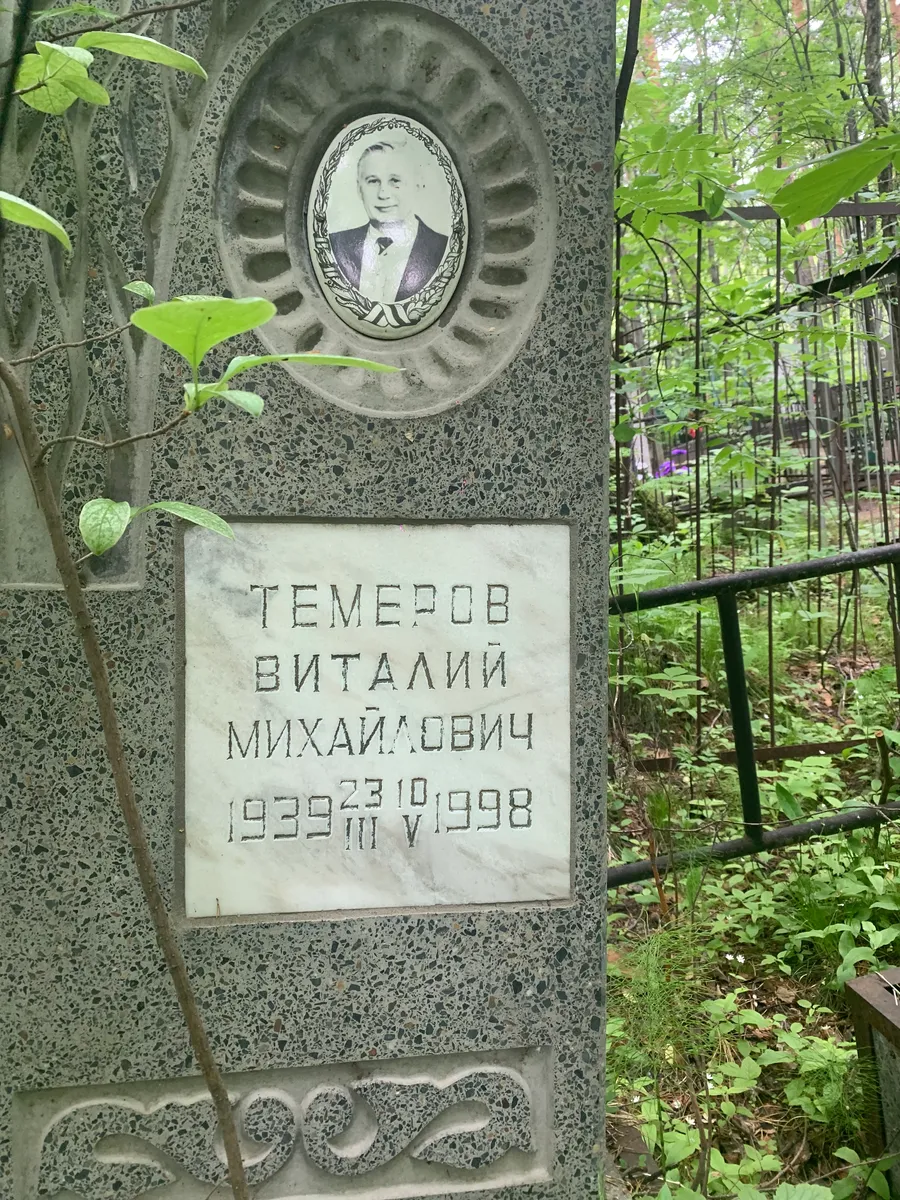 ТЕМЕРОВ
ВИТАЛИЙ
МИХАЙЛОВИЧ
1939 23 10 1998
III V